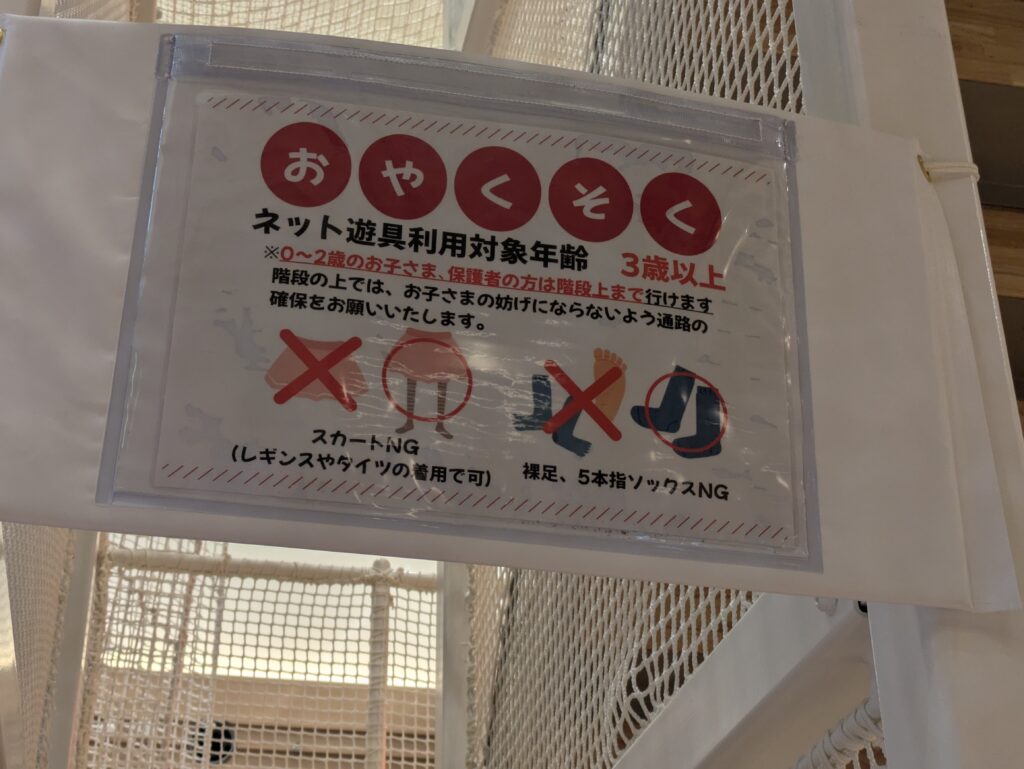 おやくそく
ネット遊具利用対象年齢 3歳以上
※0～2歳のお子さま、保護者の方は階段上まで行けます
階段の上では、お子さまの妨げにならないよう通路の
確保をお願いいたします。
スカートNG
(レギンスやタイツの着用で可)
裸足、5本指ソックスNG